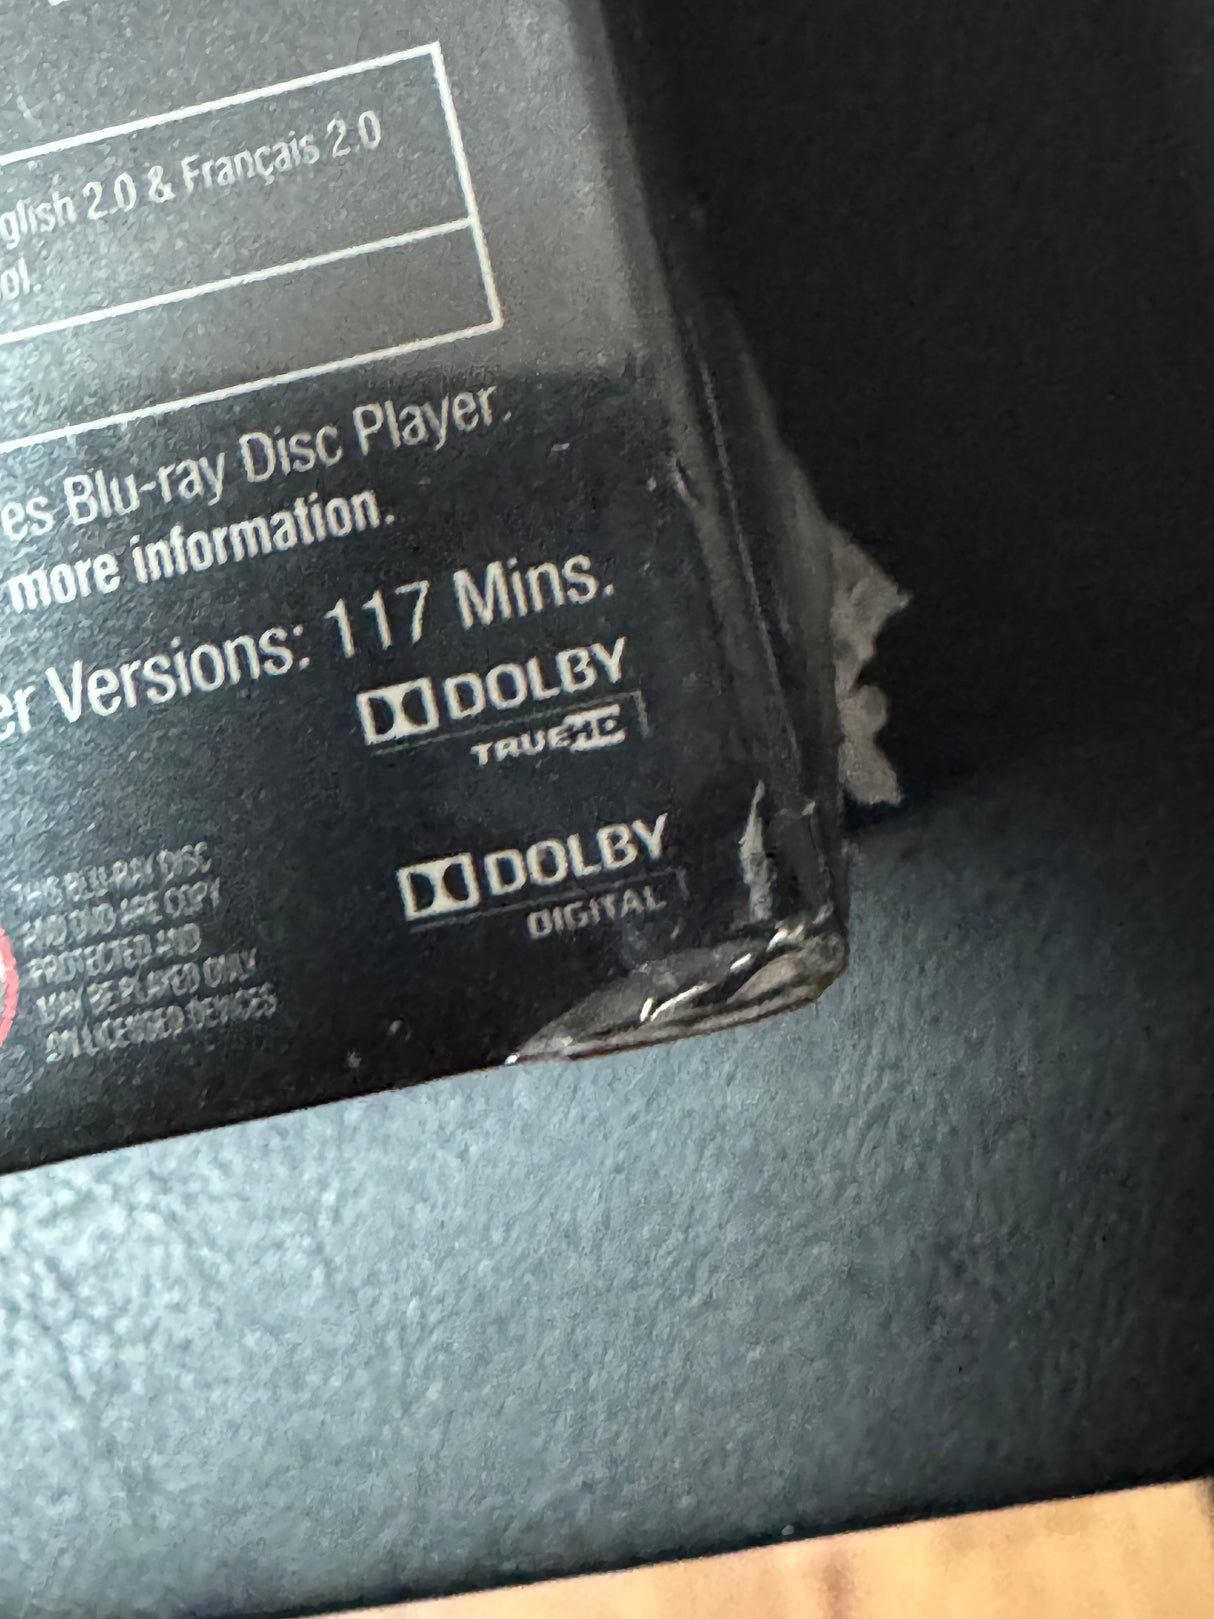 glish 2.0 & Français 2.0
ol.
es Blu-ray Disc Player.
more information.
er Versions: 117 Mins.
DOLBY
TRUEHD
DOLBY
DIGITAL
THIS BLU-RAY DISC
AND DVD ARE COPY
PROTECTED AND
MAY BE PLAYED ONLY
ON LICENSED DEVICES